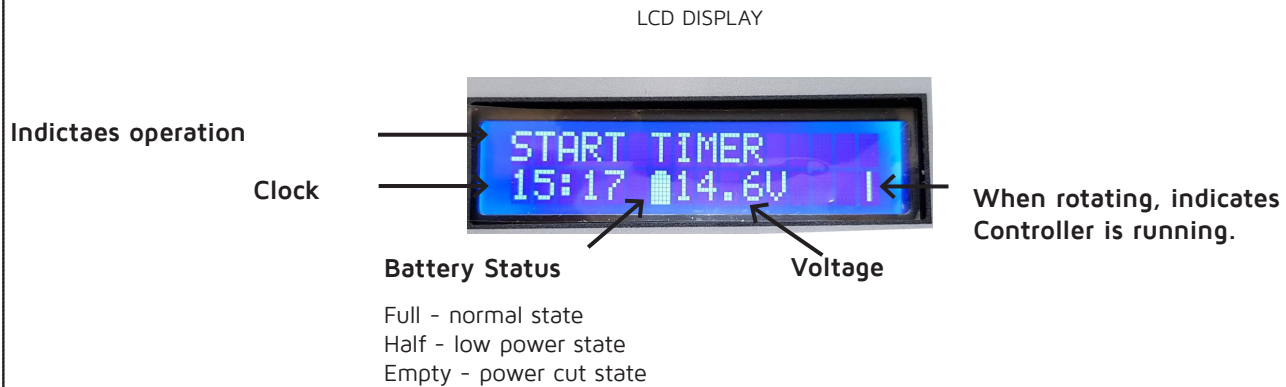 LCD DISPLAY
Indictaes operation
START TIMER
Clock
15:17 14.6V |
When rotating, indicates
Controller is running.
Battery Status
Voltage
Full - normal state
Half - low power state
Empty - power cut state